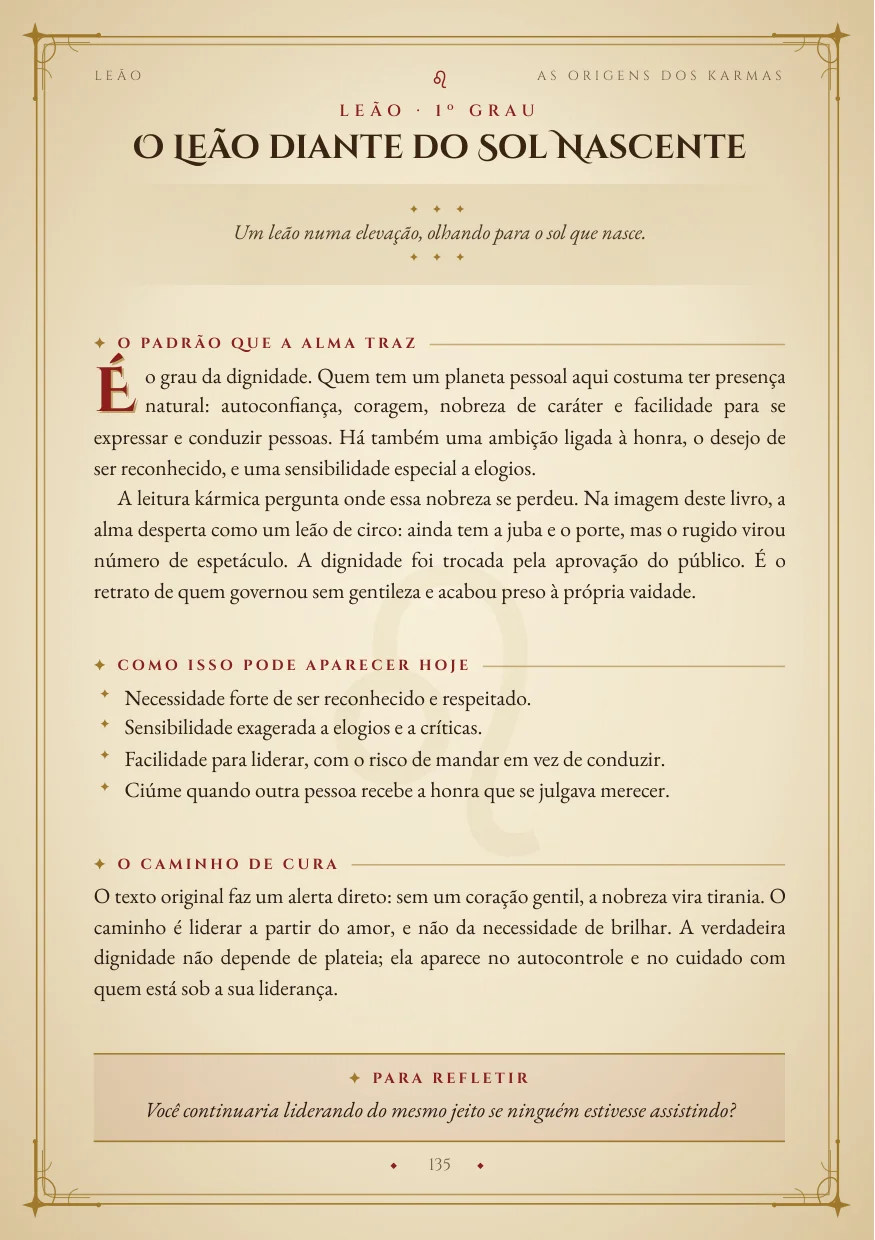 LEÃO ♌ AS ORIGENS DOS KARMAS
LEÃO · 1º GRAU
O LEÃO DIANTE DO SOL NASCENTE
Um leão numa elevação, olhando para o sol que nasce.
O PADRÃO QUE A ALMA TRAZ
É o grau da dignidade. Quem tem um planeta pessoal aqui costuma ter presença
natural: autoconfiança, coragem, nobreza de caráter e facilidade para se
expressar e conduzir pessoas. Há também uma ambição ligada à honra, o desejo de
ser reconhecido, e uma sensibilidade especial a elogios.
A leitura kármica pergunta onde essa nobreza se perdeu. Na imagem deste livro, a
alma desperta como um leão de circo: ainda tem a juba e o porte, mas o rugido virou
número de espetáculo. A dignidade foi trocada pela aprovação do público. É o
retrato de quem governou sem gentileza e acabou preso à própria vaidade.
COMO ISSO PODE APARECER HOJE
Necessidade forte de ser reconhecido e respeitado.
Sensibilidade exagerada a elogios e a críticas.
Facilidade para liderar, com o risco de mandar em vez de conduzir.
Ciúme quando outra pessoa recebe a honra que se julgava merecer.
O CAMINHO DE CURA
O texto original faz um alerta direto: sem um coração gentil, a nobreza vira tirania. O
caminho é liderar a partir do amor, e não da necessidade de brilhar. A verdadeira
dignidade não depende de plateia; ela aparece no autocontrole e no cuidado com
quem está sob a sua liderança.
PARA REFLETIR
Você continuaria liderando do mesmo jeito se ninguém estivesse assistindo?
135